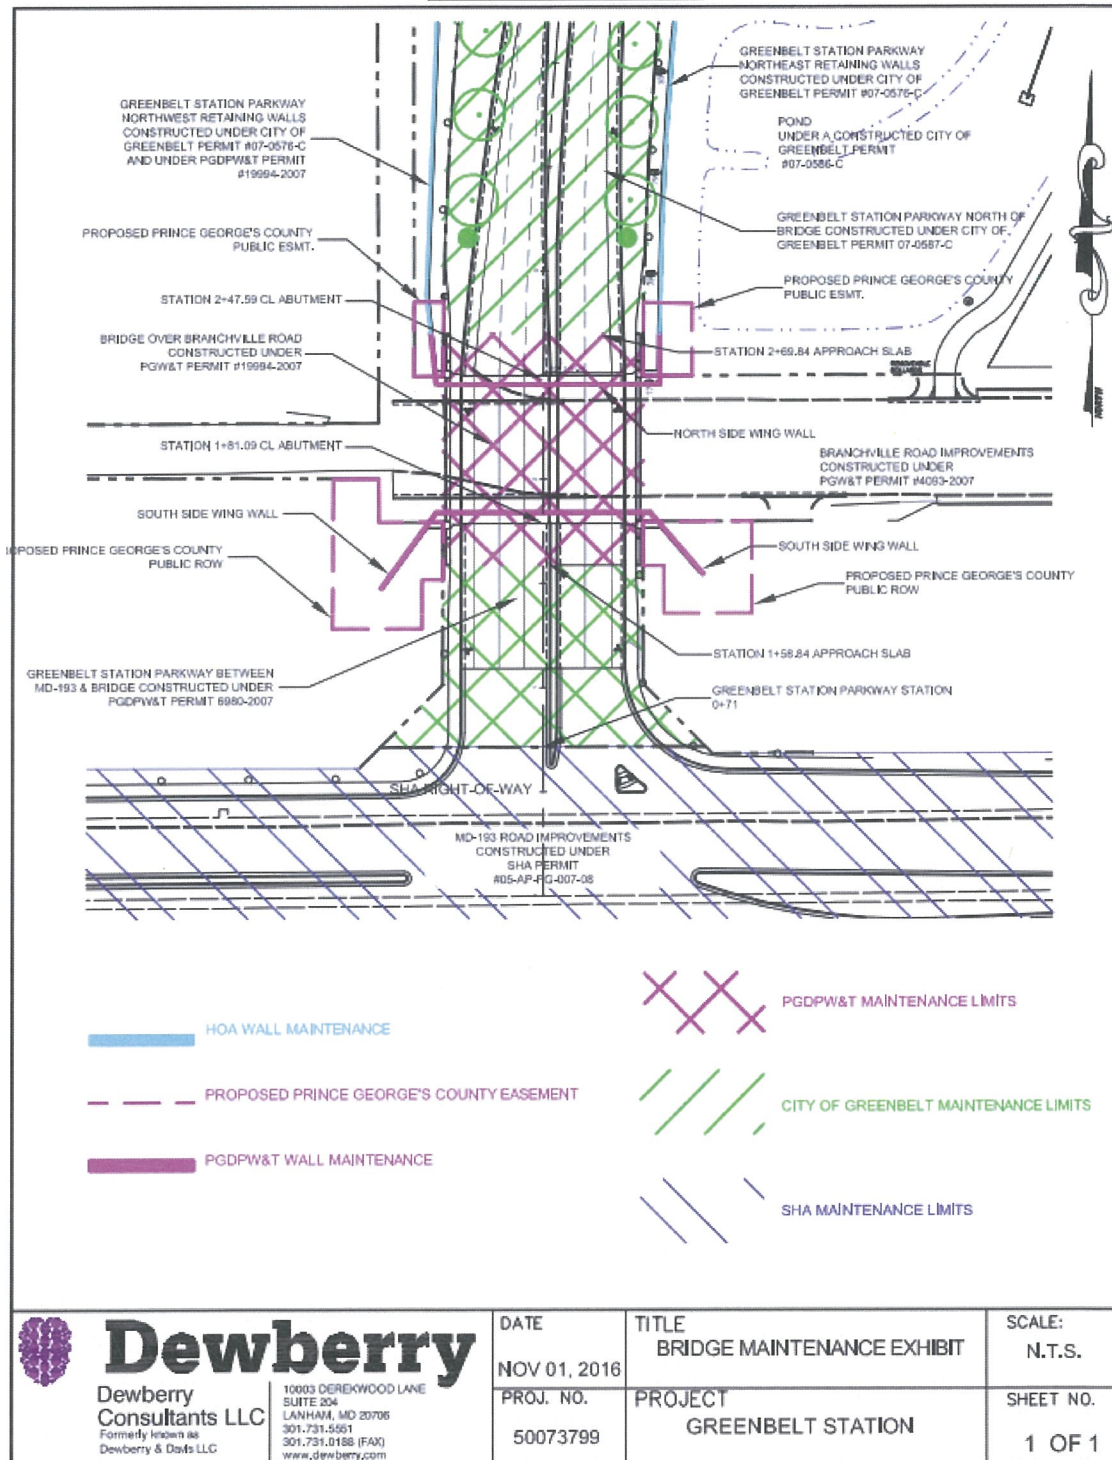 GREENBELT STATION PARKWAY
NORTHWEST RETAINING WALLS
CONSTRUCTED UNDER CITY OF
GREENBELT PERMIT #07-0576-C
AND UNDER PGDPW&T PERMIT
#19994-2007
GREENBELT STATION PARKWAY
NORTHEAST RETAINING WALLS
CONSTRUCTED UNDER CITY OF
GREENBELT PERMIT #07-0576-C
POND
UNDER A CONSTRUCTED CITY OF
GREENBELT PERMIT
#07-0586-C
PROPOSED PRINCE GEORGE'S COUNTY
PUBLIC ESMT.
GREENBELT STATION PARKWAY NORTH OF
BRIDGE CONSTRUCTED UNDER CITY OF
GREENBELT PERMIT 07-0587-C
PROPOSED PRINCE GEORGE'S COUNTY
PUBLIC ESMT.
STATION 2+47.59 CL ABUTMENT
BRIDGE OVER BRANCHVILLE ROAD
CONSTRUCTED UNDER
PGW&T PERMIT #19994-2007
STATION 2+69.84 APPROACH SLAB
NORTH
STATION 1+81.09 CL ABUTMENT
NORTH SIDE WING WALL
BRANCHVILLE ROAD IMPROVEMENTS
CONSTRUCTED UNDER
PGW&T PERMIT #4093-2007
SOUTH SIDE WING WALL
OPOSED PRINCE GEORGE'S COUNTY
PUBLIC ROW
SOUTH SIDE WING WALL
PROPOSED PRINCE GEORGE'S COUNTY
PUBLIC ROW
GREENBELT STATION PARKWAY BETWEEN
MD-193 & BRIDGE CONSTRUCTED UNDER
PGDPW&T PERMIT 6980-2007
STATION 1+58.84 APPROACH SLAB
GREENBELT STATION PARKWAY STATION
0+71
SHA RIGHT-OF-WAY
MD-193 ROAD IMPROVEMENTS
CONSTRUCTED UNDER
SHA PERMIT
#05-AP-PG-007-08
HOA WALL MAINTENANCE
PROPOSED PRINCE GEORGE'S COUNTY EASEMENT
PGDPW&T WALL MAINTENANCE
PGDPW&T MAINTENANCE LIMITS
CITY OF GREENBELT MAINTENANCE LIMITS
SHA MAINTENANCE LIMITS
Dewberry
Dewberry
Consultants LLC
Formerly known as
Dewberry & Davis LLC
10003 DEREKWOOD LANE
SUITE 204
LANHAM, MD 20706
301.731.5551
301.731.0188 (FAX)
www.dewberry.com
DATE
NOV 01, 2016
PROJ. NO.
50073799
TITLE
BRIDGE MAINTENANCE EXHIBIT
PROJECT
GREENBELT STATION
SCALE:
N.T.S.
SHEET NO.
1 OF 1